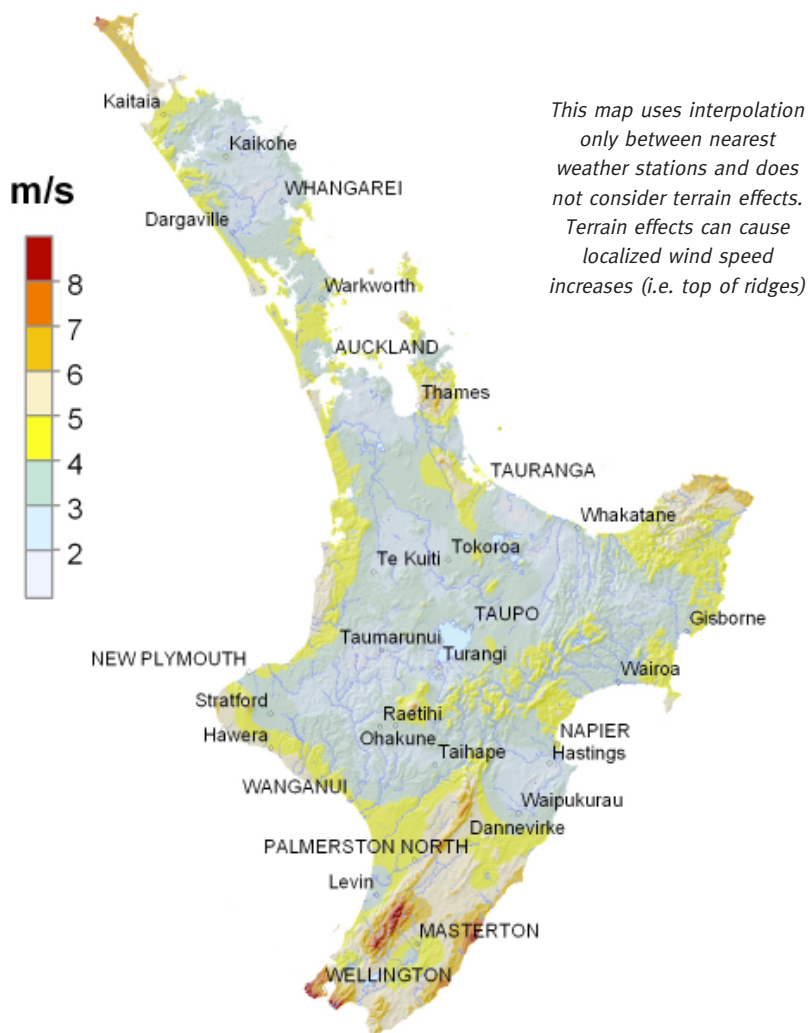 Kaitaia
This map uses interpolation
only between nearest
weather stations and does
not consider terrain effects.
Terrain effects can cause
localized wind speed
increases (i.e. top of ridges)
Kaikohe
m/s
WHANGAREI
Dargaville
8
7
6
5
4
3
2
Warkworth
AUCKLAND
Thames
TAURANGA
Whakatane
Tokoroa
Te Kuiti
TAUPO
Gisborne
Taumarunui
Turangi
NEW PLYMOUTH
Wairoa
Stratford
Raetihi
Hawera
Ohakune
NAPIER
Taihape
Hastings
WANGANUI
Waipukurau
Dannevirke
PALMERSTON NORTH
Levin
MASTERTON
WELLINGTON